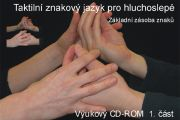 Taktilní znakový jazyk pro hluchoslepé
Základní zásoba znaků
Výukový CD-ROM 1. část